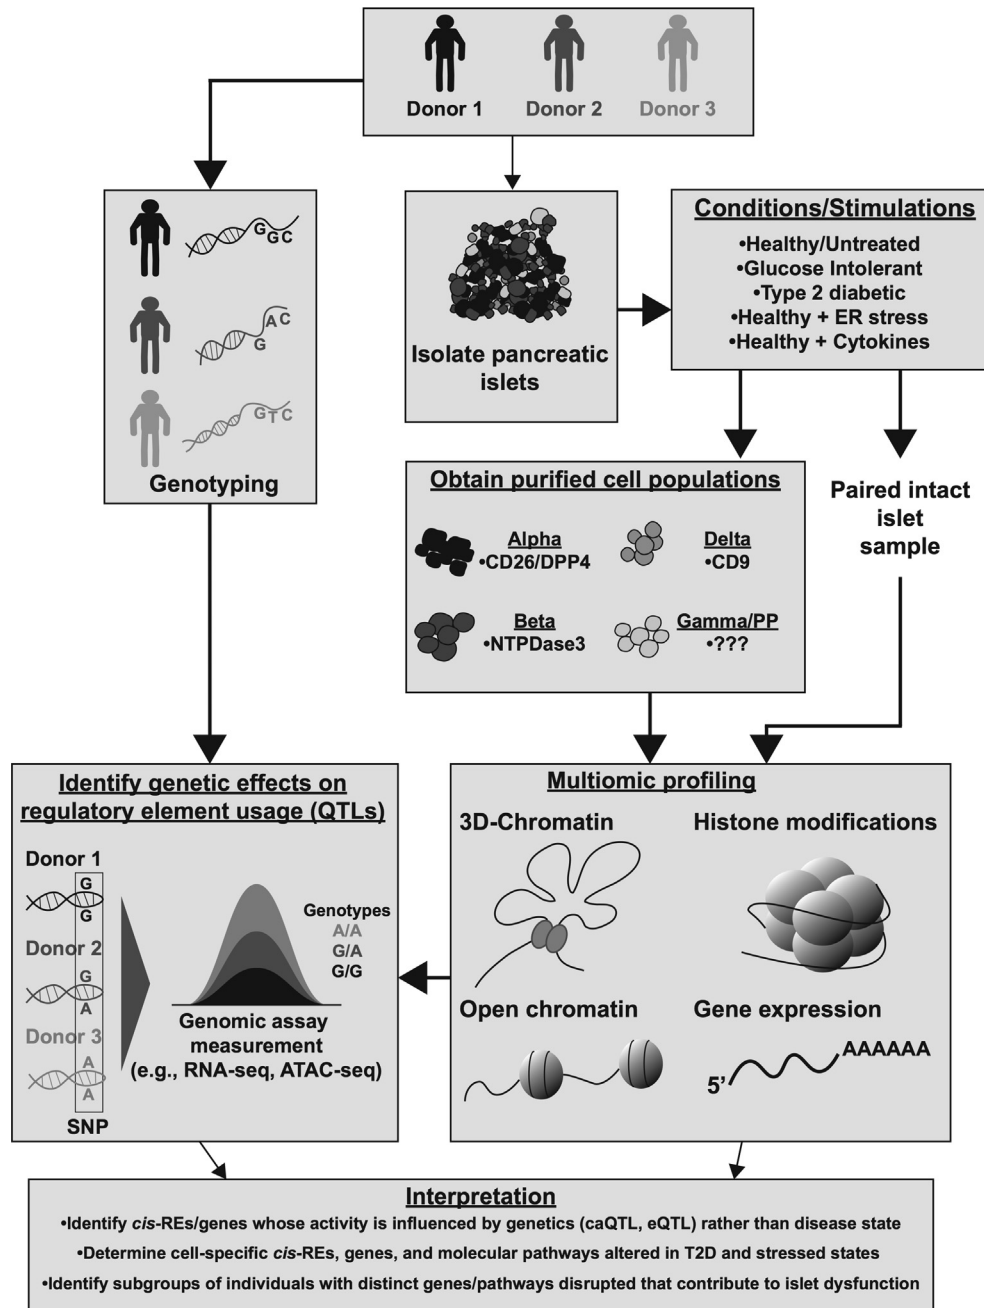 Donor 1
Donor 2
Donor 3
G
G
C
A
C
G
G
T
C
Genotyping
Isolate pancreatic
islets
Conditions/Stimulations
•Healthy/Untreated
•Glucose Intolerant
•Type 2 diabetic
•Healthy + ER stress
•Healthy + Cytokines
Obtain purified cell populations
Alpha
•CD26/DPP4
Delta
•CD9
Beta
•NTPDase3
Gamma/PP
•???
Paired intact
islet
sample
Identify genetic effects on
regulatory element usage (QTLs)
Donor 1
G
G
Donor 2
G
A
Donor 3
A
A
SNP
Genotypes
A/A
G/A
G/G
Genomic assay
measurement
(e.g., RNA-seq, ATAC-seq)
Multiomic profiling
3D-Chromatin
Histone modifications
Open chromatin
Gene expression
5'
AAAAAA
Interpretation
•Identify cis-REs/genes whose activity is influenced by genetics (caQTL, eQTL) rather than disease state
•Determine cell-specific cis-REs, genes, and molecular pathways altered in T2D and stressed states
•Identify subgroups of individuals with distinct genes/pathways disrupted that contribute to islet dysfunction